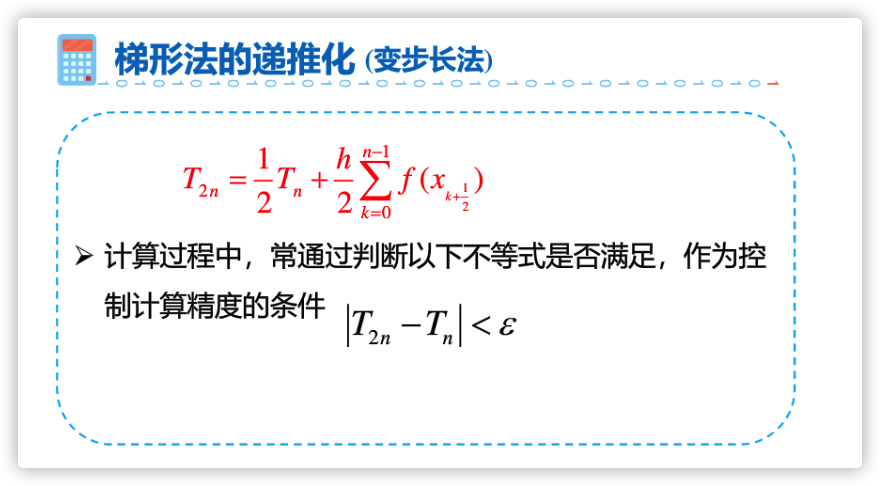 梯形法的递推化 (变步长法)
T_{2n} = \frac{1}{2} T_n + \frac{h}{2} \sum_{k=0}^{n-1} f(x_{k+\frac{1}{2}})
➢ 计算过程中，常通过判断以下不等式是否满足，作为控
制计算精度的条件 |T_{2n} − T_n| < ε